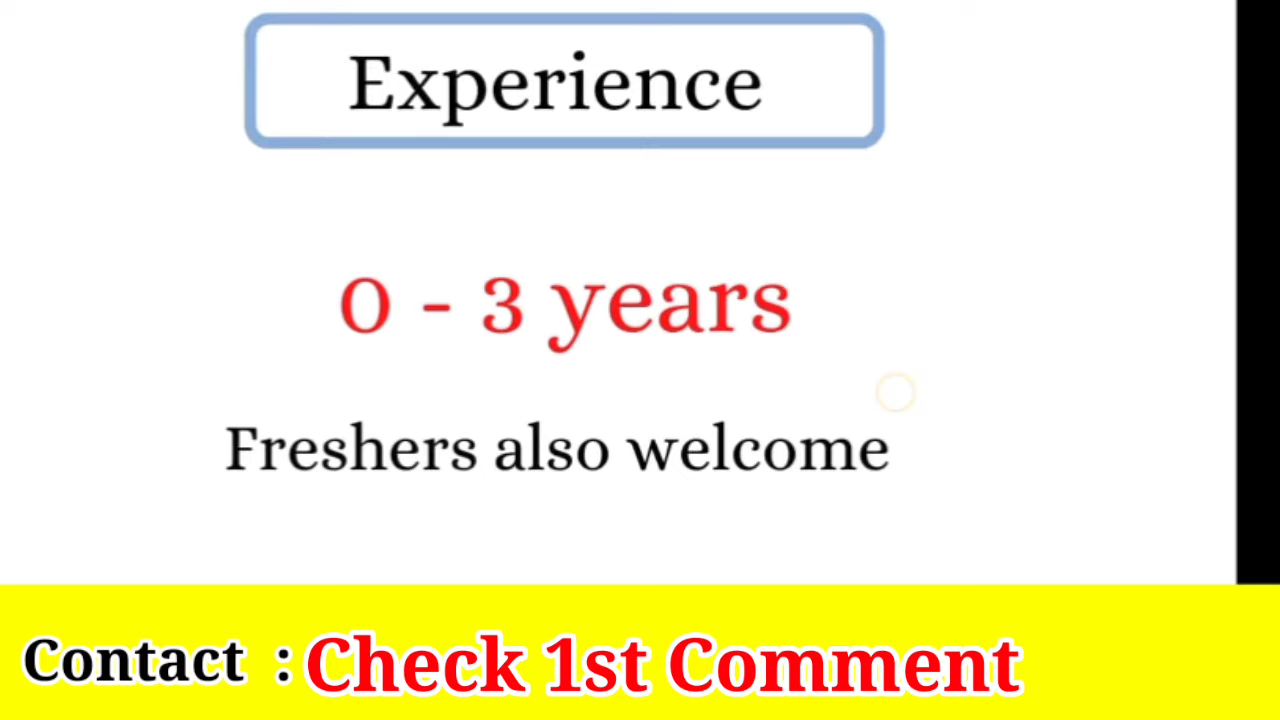 Experience
0 - 3 years
Freshers also welcome
Contact : Check 1st Comment